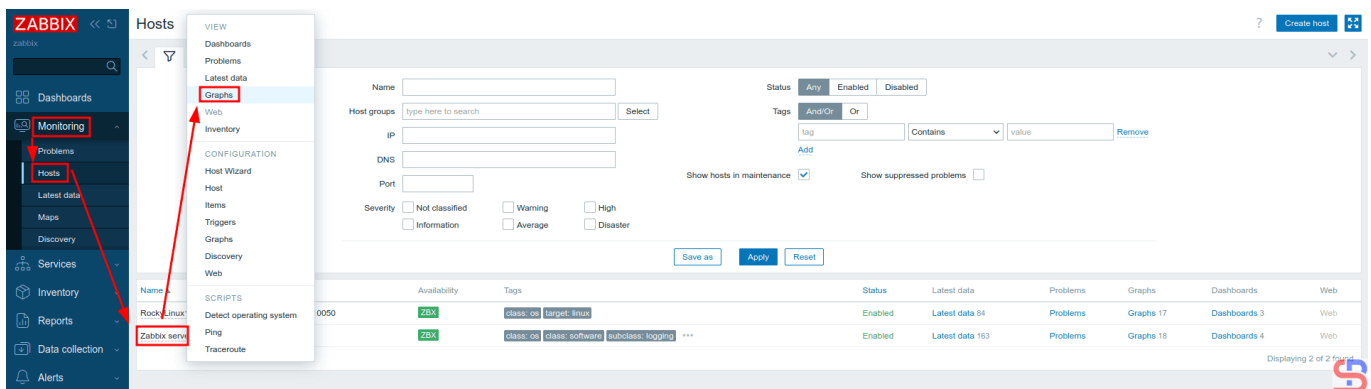 ZABBIX
zabbix
Dashboards
Monitoring
Problems
Hosts
Latest data
Maps
Discovery
Services
Inventory
Reports
Data collection
Alerts
Hosts
? Create host
VIEW
Dashboards
Problems
Latest data
Graphs
Web
Inventory
CONFIGURATION
Host Wizard
Host
Items
Triggers
Graphs
Discovery
Web
SCRIPTS
Detect operating system
Ping
Traceroute
Name
Host groups type here to search Select
IP
DNS
Port
Severity Not classified Warning High
Information Average Disaster
Status Any Enabled Disabled
Tags And/Or Or
tag Contains value Remove
Add
Show hosts in maintenance Show suppressed problems
Save as Apply Reset
Name Availability Tags Status Latest data Problems Graphs Dashboards Web
RockyLinux 0050 ZBX class: os target: linux Enabled Latest data 84 Problems Graphs 17 Dashboards 3 Web
Zabbix serve ZBX class: os class: software subclass: logging ••• Enabled Latest data 163 Problems Graphs 18 Dashboards 4 Web
Displaying 2 of 2 found